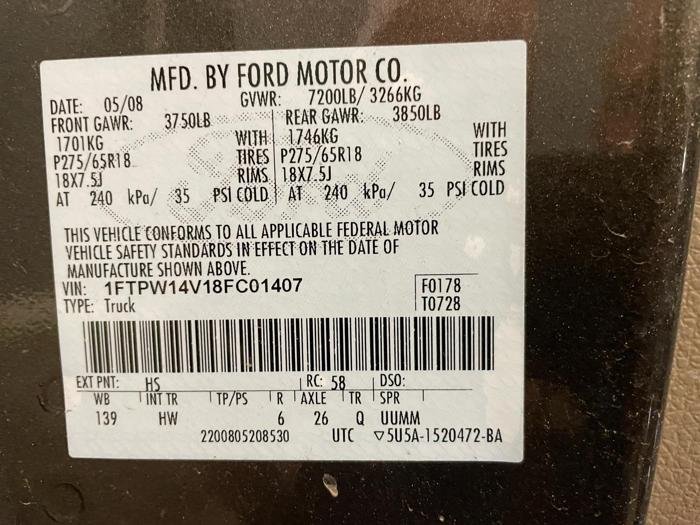 MFD. BY FORD MOTOR CO.
DATE: 05/08 GVWR: 7200LB/ 3266KG
FRONT GAWR: 3750LB REAR GAWR: 3850LB
1701KG WITH 1746KG WITH
P275/65R18 TIRES P275/65R18 TIRES
18X7.5J RIMS 18X7.5J RIMS
AT 240 kPa/ 35 PSI COLD AT 240 kPa/ 35 PSI COLD
THIS VEHICLE CONFORMS TO ALL APPLICABLE FEDERAL MOTOR
VEHICLE SAFETY STANDARDS IN EFFECT ON THE DATE OF
MANUFACTURE SHOWN ABOVE.
VIN: 1FTPW14V18FC01407 F0178
TYPE: Truck T0728
EXT PNT: HS RC: 58 DSO:
WB INT TR TP/PS R AXLE TR SPR
139 HW 6 26 Q UUMM
2200805208530 UTC ▽5U5A-1520472-BA